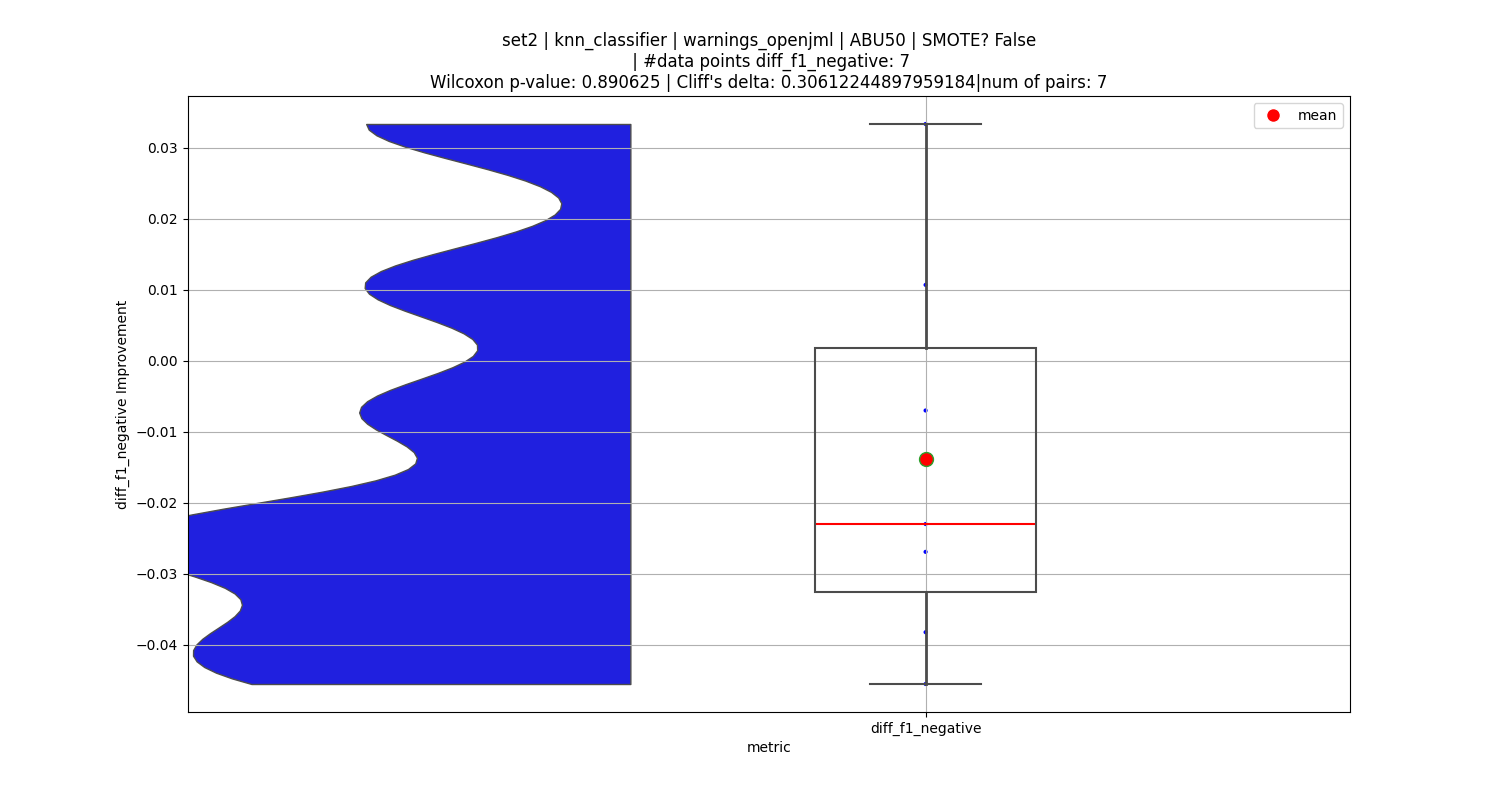 set2 | knn_classifier | warnings_openjml | ABU50 | SMOTE? False
| #data points diff_f1_negative: 7
Wilcoxon p-value: 0.890625 | Cliff's delta: 0.30612244897959184|num of pairs: 7
mean
0.03
0.02
0.01
0.00
−0.01
−0.02
−0.03
−0.04
diff_f1_negative Improvement
diff_f1_negative
metric